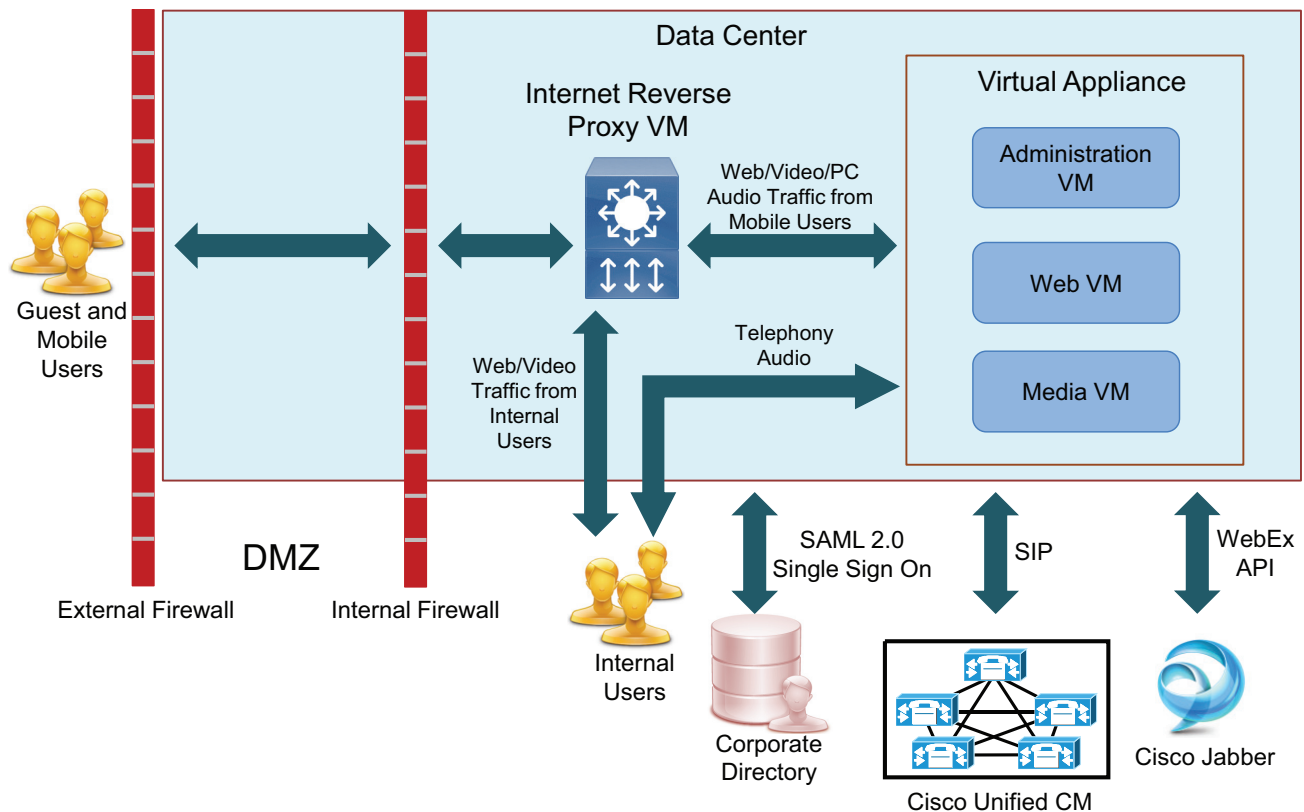 Data Center
Virtual Appliance
Internet Reverse
Proxy VM
Administration
VM
Web/Video/PC
Audio Traffic from
Mobile Users
Web VM
Guest and
Mobile
Users
Telephony
Audio
Web/Video
Traffic from
Internal
Users
Media VM
DMZ
SAML 2.0
Single Sign On
SIP
WebEx
API
External Firewall
Internal Firewall
Internal
Users
Corporate
Directory
Cisco Unified CM
Cisco Jabber